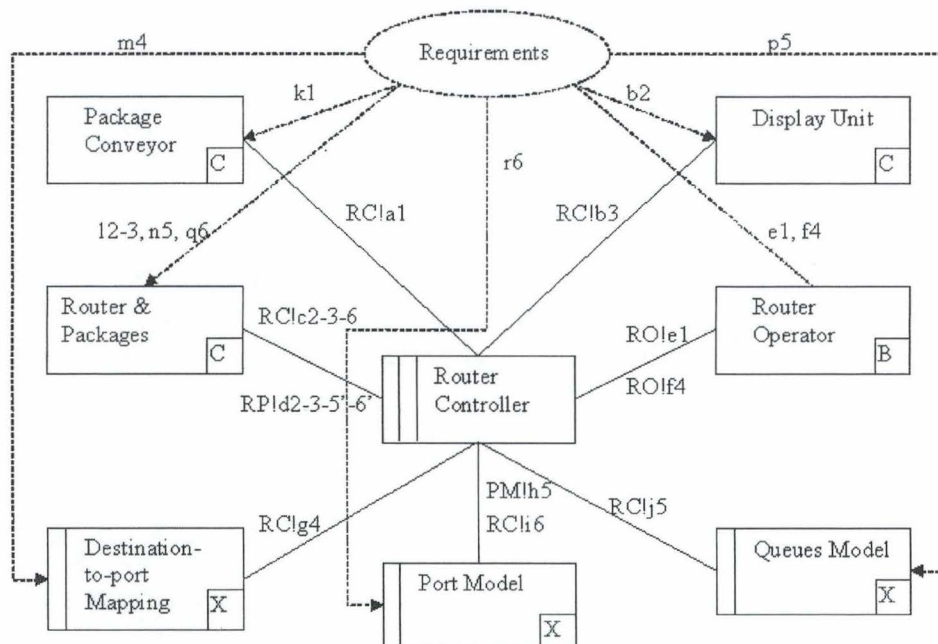 m4
Requirements
p5
k1
b2
Package
Conveyor
C
Display Unit
C
r6
RC!a1
RC!b3
l2-3, n5, q6
e1, f4
Router &
Packages
C
RC!c2-3-6
RP!d2-3-5'-6'
Router
Controller
RO!e1
RO!f4
Router
Operator
B
RC!g4
PM!h5
RC!i6
RC!j5
Destination-
to-port
Mapping
X
Port Model
X
Queues Model
X